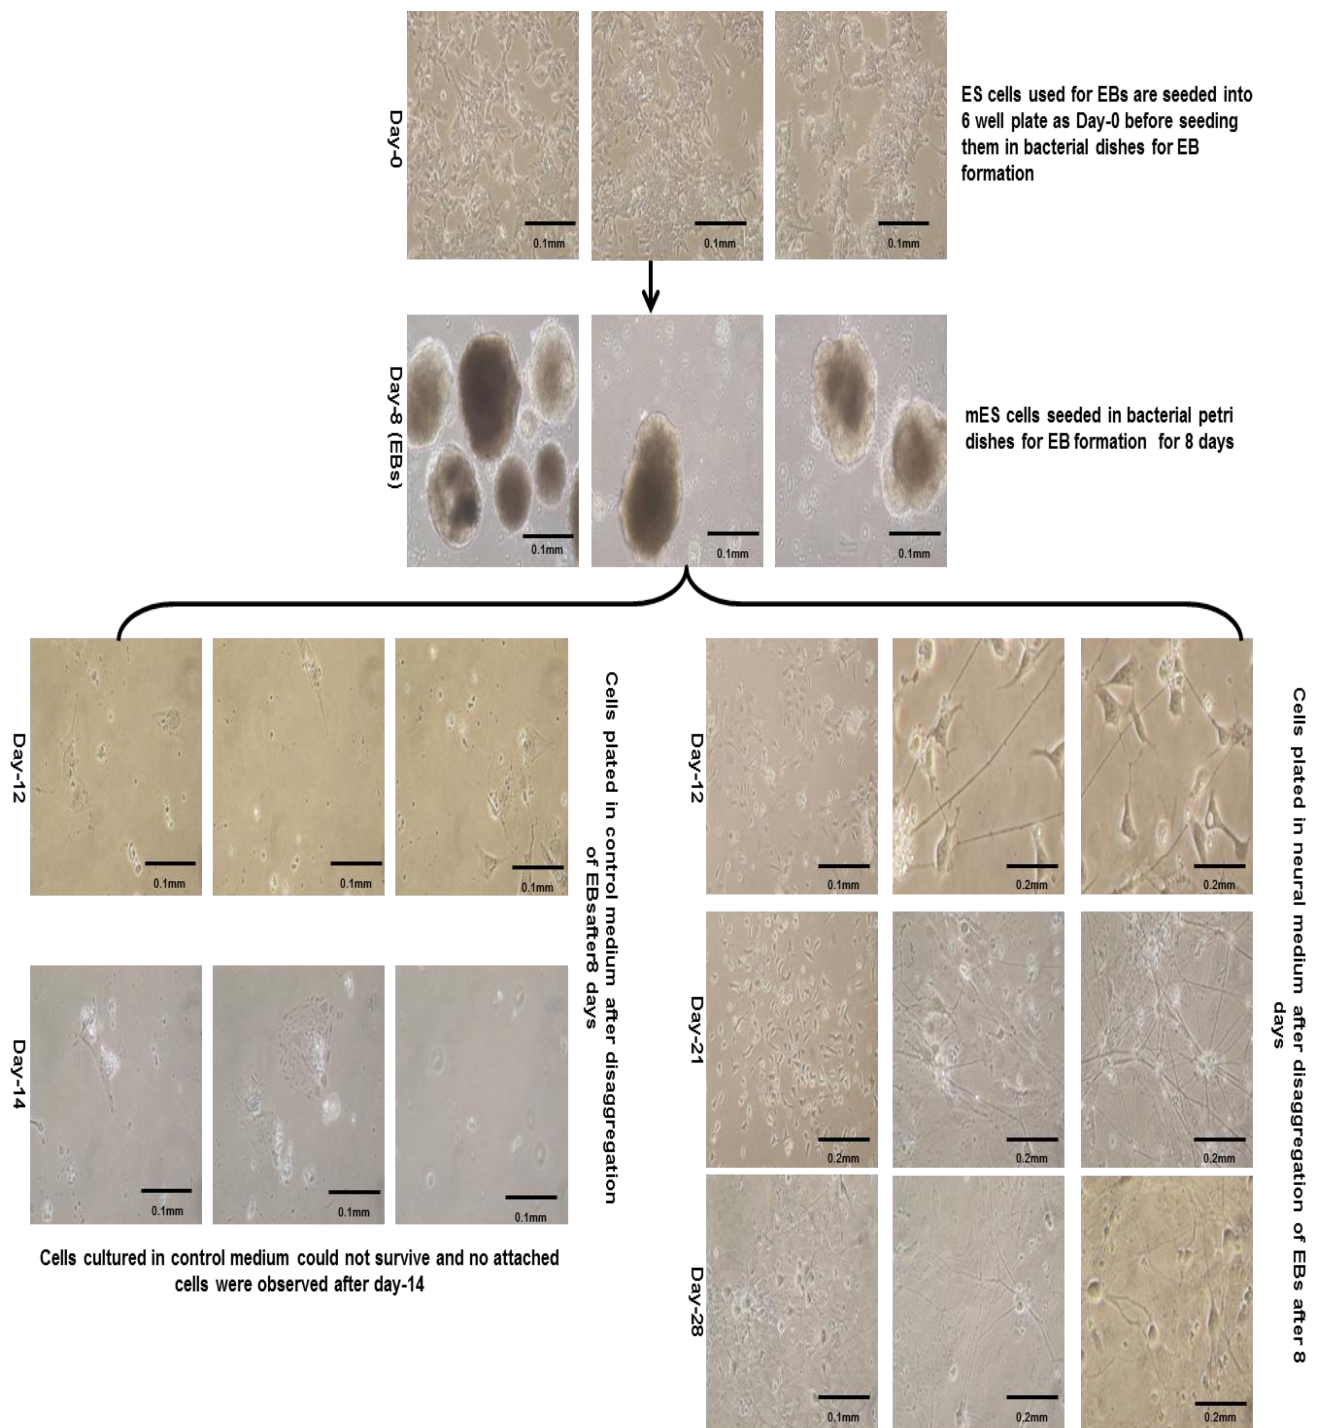 ES cells used for EBs are seeded into
6 well plate as Day-0 before seeding
them in bacterial dishes for EB
formation
Day-0
0.1mm
0.1mm
0.1mm
mES cells seeded in bacterial petri
dishes for EB formation for 8 days
Day-8 (EBs)
0.1mm
0.1mm
0.1mm
Cells plated in control medium after disaggregation
of EBsafter8 days
Day-12
0.1mm
0.1mm
0.1mm
Day-14
0.1mm
0.1mm
0.1mm
Cells cultured in control medium could not survive and no attached
cells were observed after day-14
Cells plated in neural medium after disaggregation of EBs after 8
days
Day-12
0.1mm
0.2mm
0.2mm
Day-21
0.2mm
0.2mm
0.2mm
Day-28
0.1mm
0.2mm
0.2mm